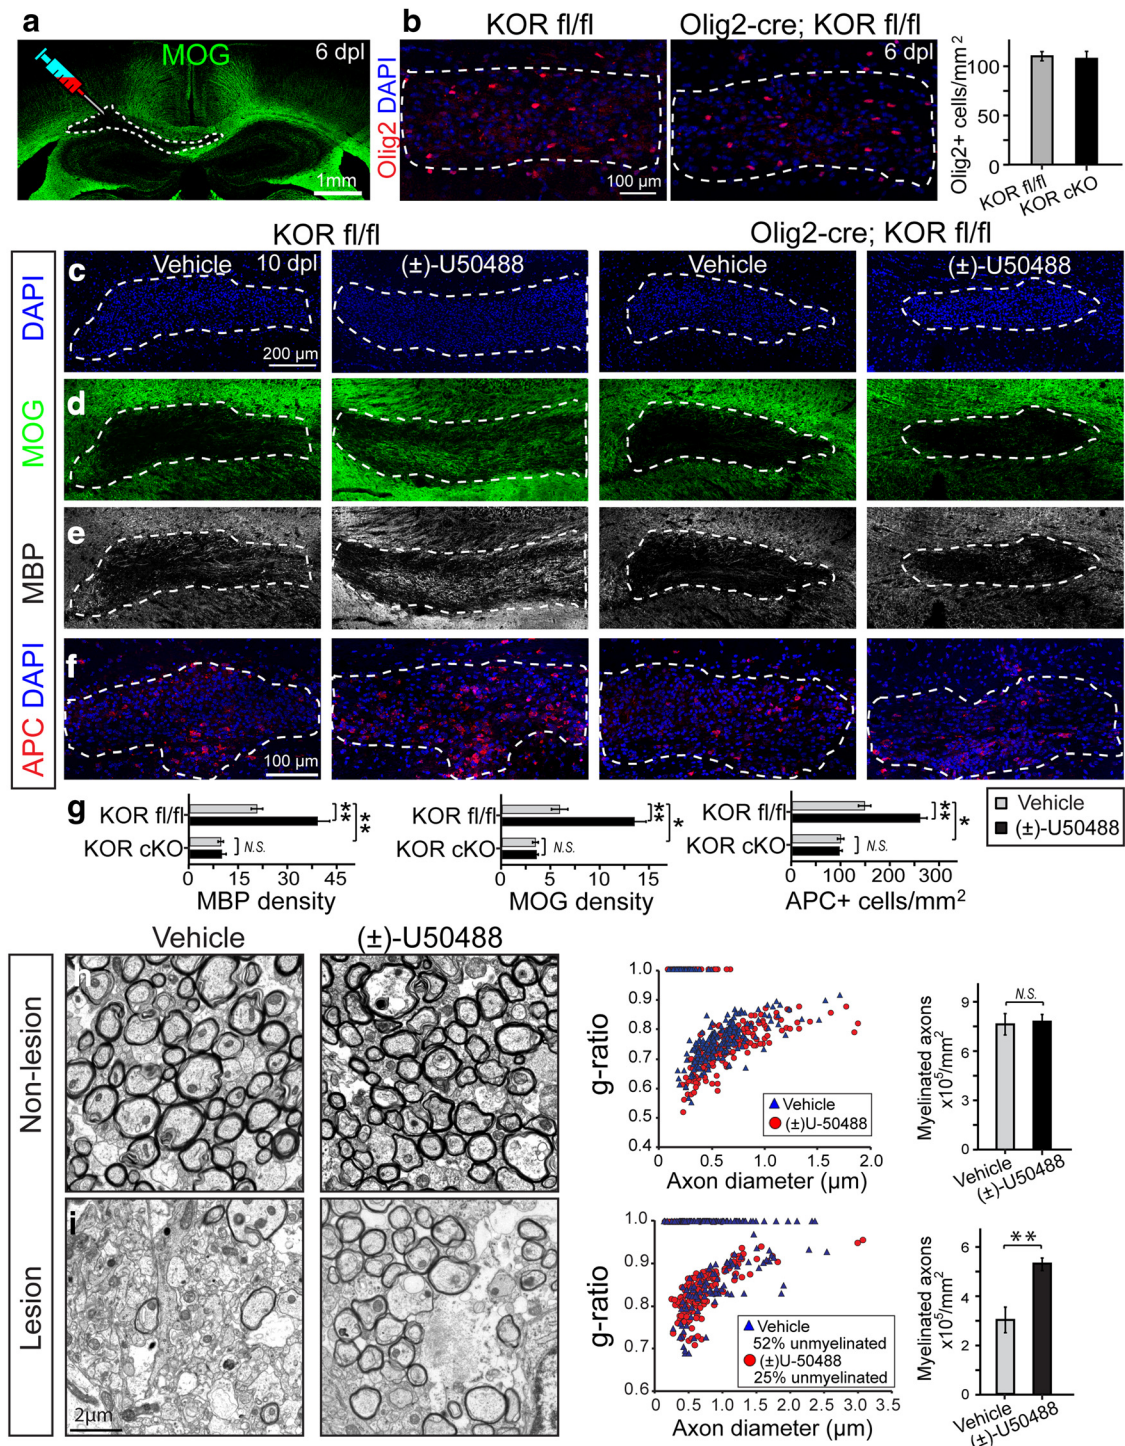 a
MOG
6 dpl
1mm
b
KOR fl/fl
Olig2-cre; KOR fl/fl
6 dpl
Olig2 DAPI
100 µm
Olig2+ cells/mm2
100
50
0
KOR fl/fl
KOR cKO
KOR fl/fl
Olig2-cre; KOR fl/fl
c
Vehicle
10 dpl
(±)-U50488
Vehicle
(±)-U50488
DAPI
200 µm
d
MOG
e
MBP
f
APC DAPI
100 µm
g
KOR fl/fl
KOR cKO
**
**
N.S.
0 15 30 45
MBP density
KOR fl/fl
KOR cKO
**
*
N.S.
0 5 10 15
MOG density
KOR fl/fl
KOR cKO
**
*
N.S.
0 100 200 300
APC+ cells/mm2
Vehicle
(±)-U50488
Vehicle
(±)-U50488
Non-lesion
h
g-ratio
1.0
0.9
0.8
0.7
0.6
0.5
0.4
0 0.5 1.0 1.5 2.0
Axon diameter (µm)
Vehicle
(±)U-50488
Myelinated axons
x105/mm2
9
6
3
0
N.S.
Vehicle
(±)-U50488
Lesion
i
2µm
g-ratio
1.0
0.9
0.8
0.7
0.6
0 0.5 1.0 1.5 2.0 2.5 3.0 3.5
Axon diameter (µm)
Vehicle
52% unmyelinated
(±)U-50488
25% unmyelinated
Myelinated axons
x105/mm2
6
4
2
0
**
Vehicle
(±)-U50488